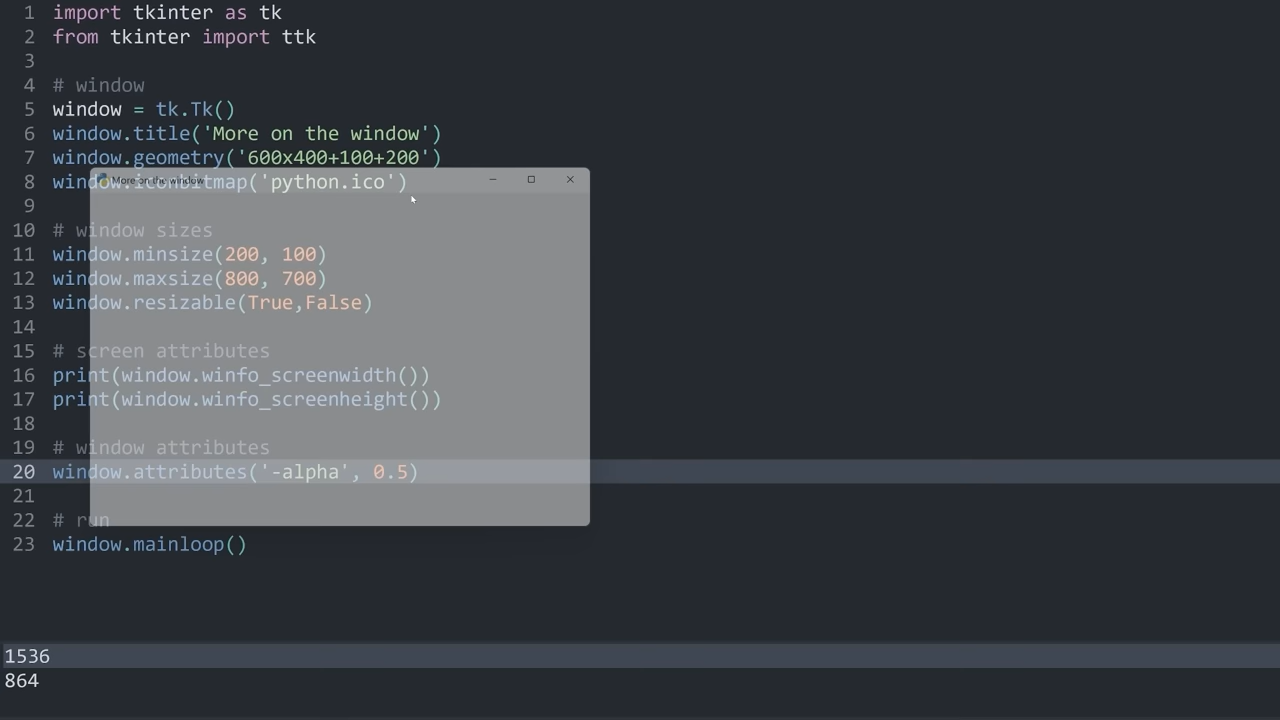 1 import tkinter as tk
2 from tkinter import ttk
3
4 # window
5 window = tk.Tk()
6 window.title('More on the window')
7 window.geometry('600x400+100+200')
More on the window
8 window.iconbitmap('python.ico')
9
10 # window sizes
11 window.minsize(200, 100)
12 window.maxsize(800, 700)
13 window.resizable(True,False)
14
15 # screen attributes
16 print(window.winfo_screenwidth())
17 print(window.winfo_screenheight())
18
19 # window attributes
20 window.attributes('-alpha', 0.5)
21
22 # run
23 window.mainloop()
1536
864